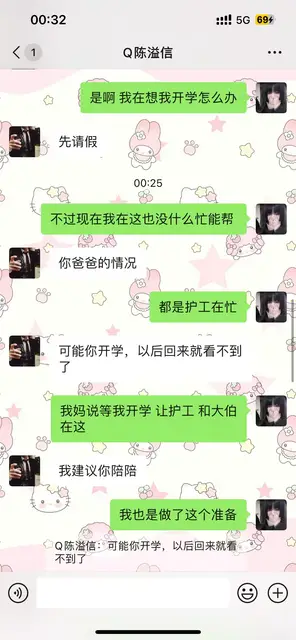 00:32
5G
69
1
Q陈溢信
是啊 我在想我开学怎么办
先请假
00:25
不过现在我在这也没什么忙能帮
你爸爸的情况
都是护工在忙
可能你开学，以后回来就看不到
了
我妈说等我开学 让护工 和大伯
在这
我建议你陪陪
我也是做了这个准备
Q陈溢信：可能你开学，以后回来就看
不到了